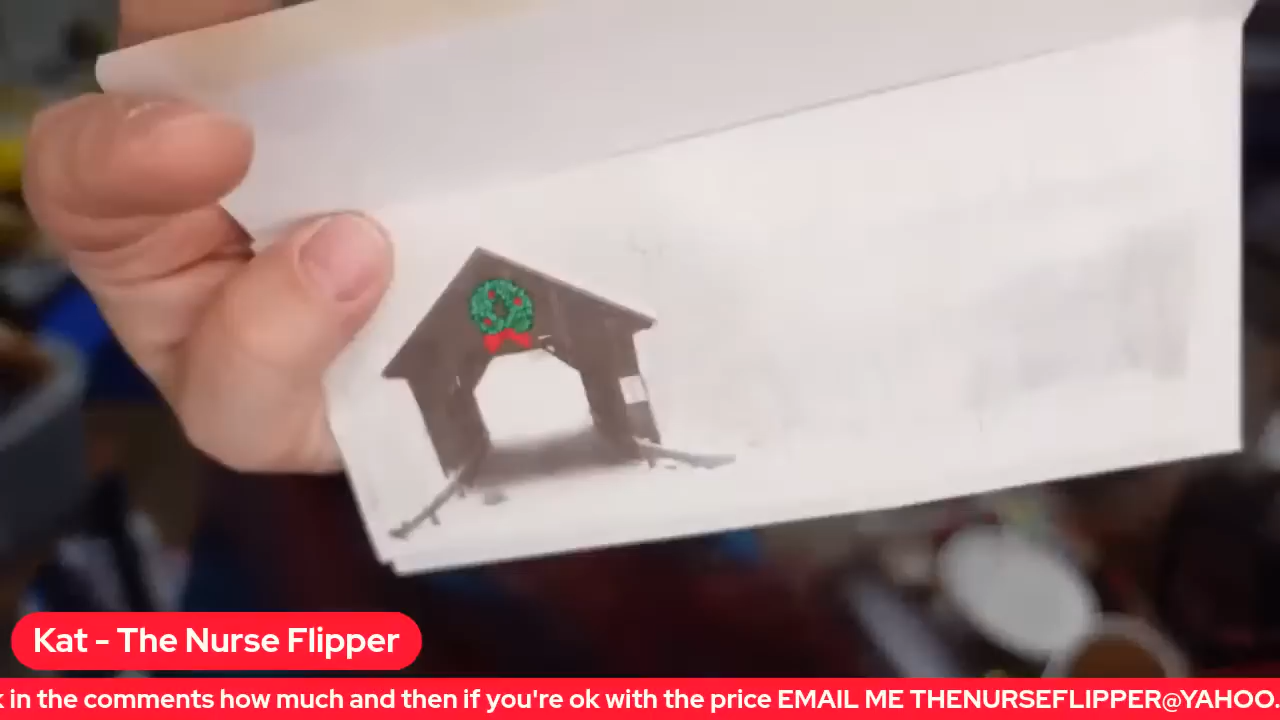 Kat - The Nurse Flipper
in the comments how much and then if you're ok with the price EMAIL ME THENURSEFLIPPER@YAHOO.